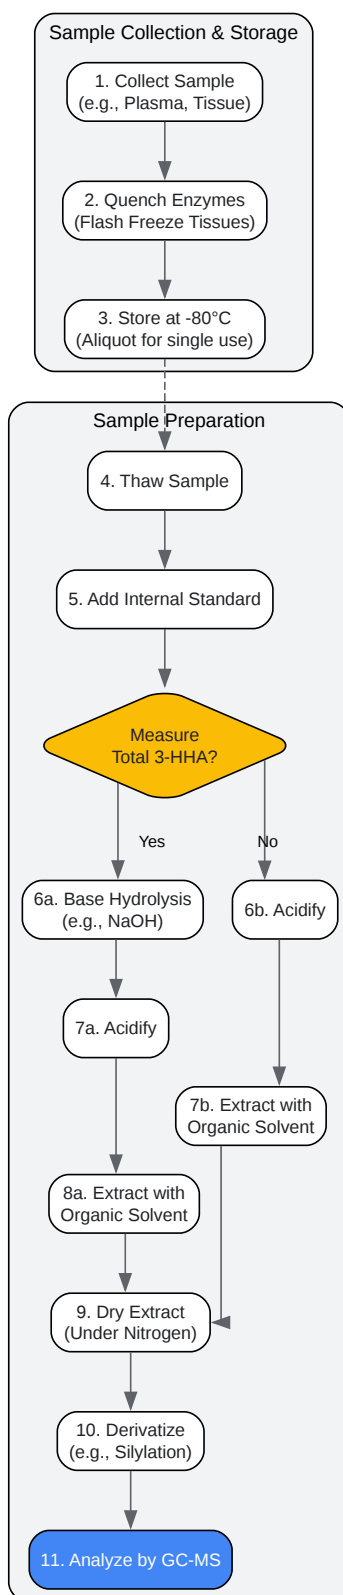 Sample Collection & Storage
1. Collect Sample
(e.g., Plasma, Tissue)
2. Quench Enzymes
(Flash Freeze Tissues)
3. Store at -80°C
(Aliquot for single use)
Sample Preparation
4. Thaw Sample
5. Add Internal Standard
Measure
Total 3-HHA?
Yes
No
6a. Base Hydrolysis
(e.g., NaOH)
6b. Acidify
7a. Acidify
7b. Extract with
Organic Solvent
8a. Extract with
Organic Solvent
9. Dry Extract
(Under Nitrogen)
10. Derivatize
(e.g., Silylation)
11. Analyze by GC-MS